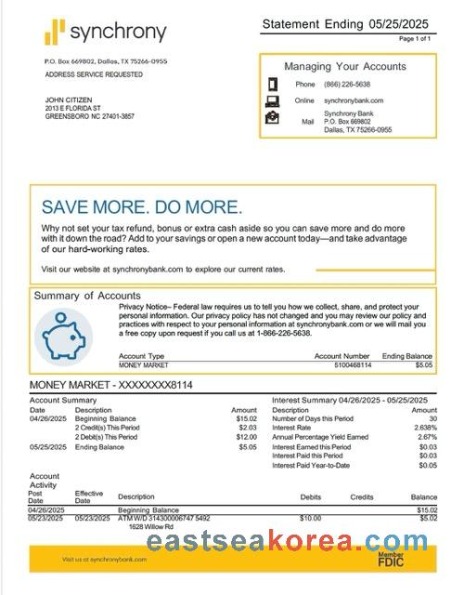 synchrony
Statement Ending 05/25/2025
Page 1 of 1
P.O. Box 669802, Dallas, TX 75266-0955
ADDRESS SERVICE REQUESTED
JOHN CITIZEN
2013 E FLORIDA ST
GREENSBORO NC 27401-3857
Managing Your Accounts
Phone (866) 226-5638
Online synchronybank.com
Mail Synchrony Bank
P.O. Box 669802
Dallas, TX 75266-0955
SAVE MORE. DO MORE.
Why not set your tax refund, bonus or extra cash aside so you can save more and do more
with it down the road? Add to your savings or open a new account today—and take advantage
of our hard-working rates.
Visit our website at synchronybank.com to explore our current rates.
Summary of Accounts
Privacy Notice– Federal law requires us to tell you how we collect, share, and protect your
personal information. Our privacy policy has not changed and you may review our policy and
practices with respect to your personal information at synchronybank.com or we will mail you
a free copy upon request if you call us at 1-866-226-5638.
Account Type Account Number Ending Balance
MONEY MARKET 5100468114 $5.05
MONEY MARKET - XXXXXXXX8114
Account Summary
Date Description Amount
04/26/2025 Beginning Balance $15.02
2 Credit(s) This Period $2.03
2 Debit(s) This Period $12.00
05/25/2025 Ending Balance $5.05
Interest Summary 04/26/2025 - 05/25/2025
Description Amount
Number of Days this Period 30
Interest Rate 2.638%
Annual Percentage Yield Earned 2.67%
Interest Earned this Period $0.03
Interest Paid this Period $0.03
Interest Paid Year-to-Date $0.05
Account
Activity
Post
Date Effective
Date Description Debits Credits Balance
04/26/2025 Beginning Balance $15.02
05/23/2025 05/23/2025 ATM W/D 314300006747 5492 $10.00 $5.02
1628 Willow Rd
eastseakorea.com
Visit us at synchronybank.com
Member
FDIC